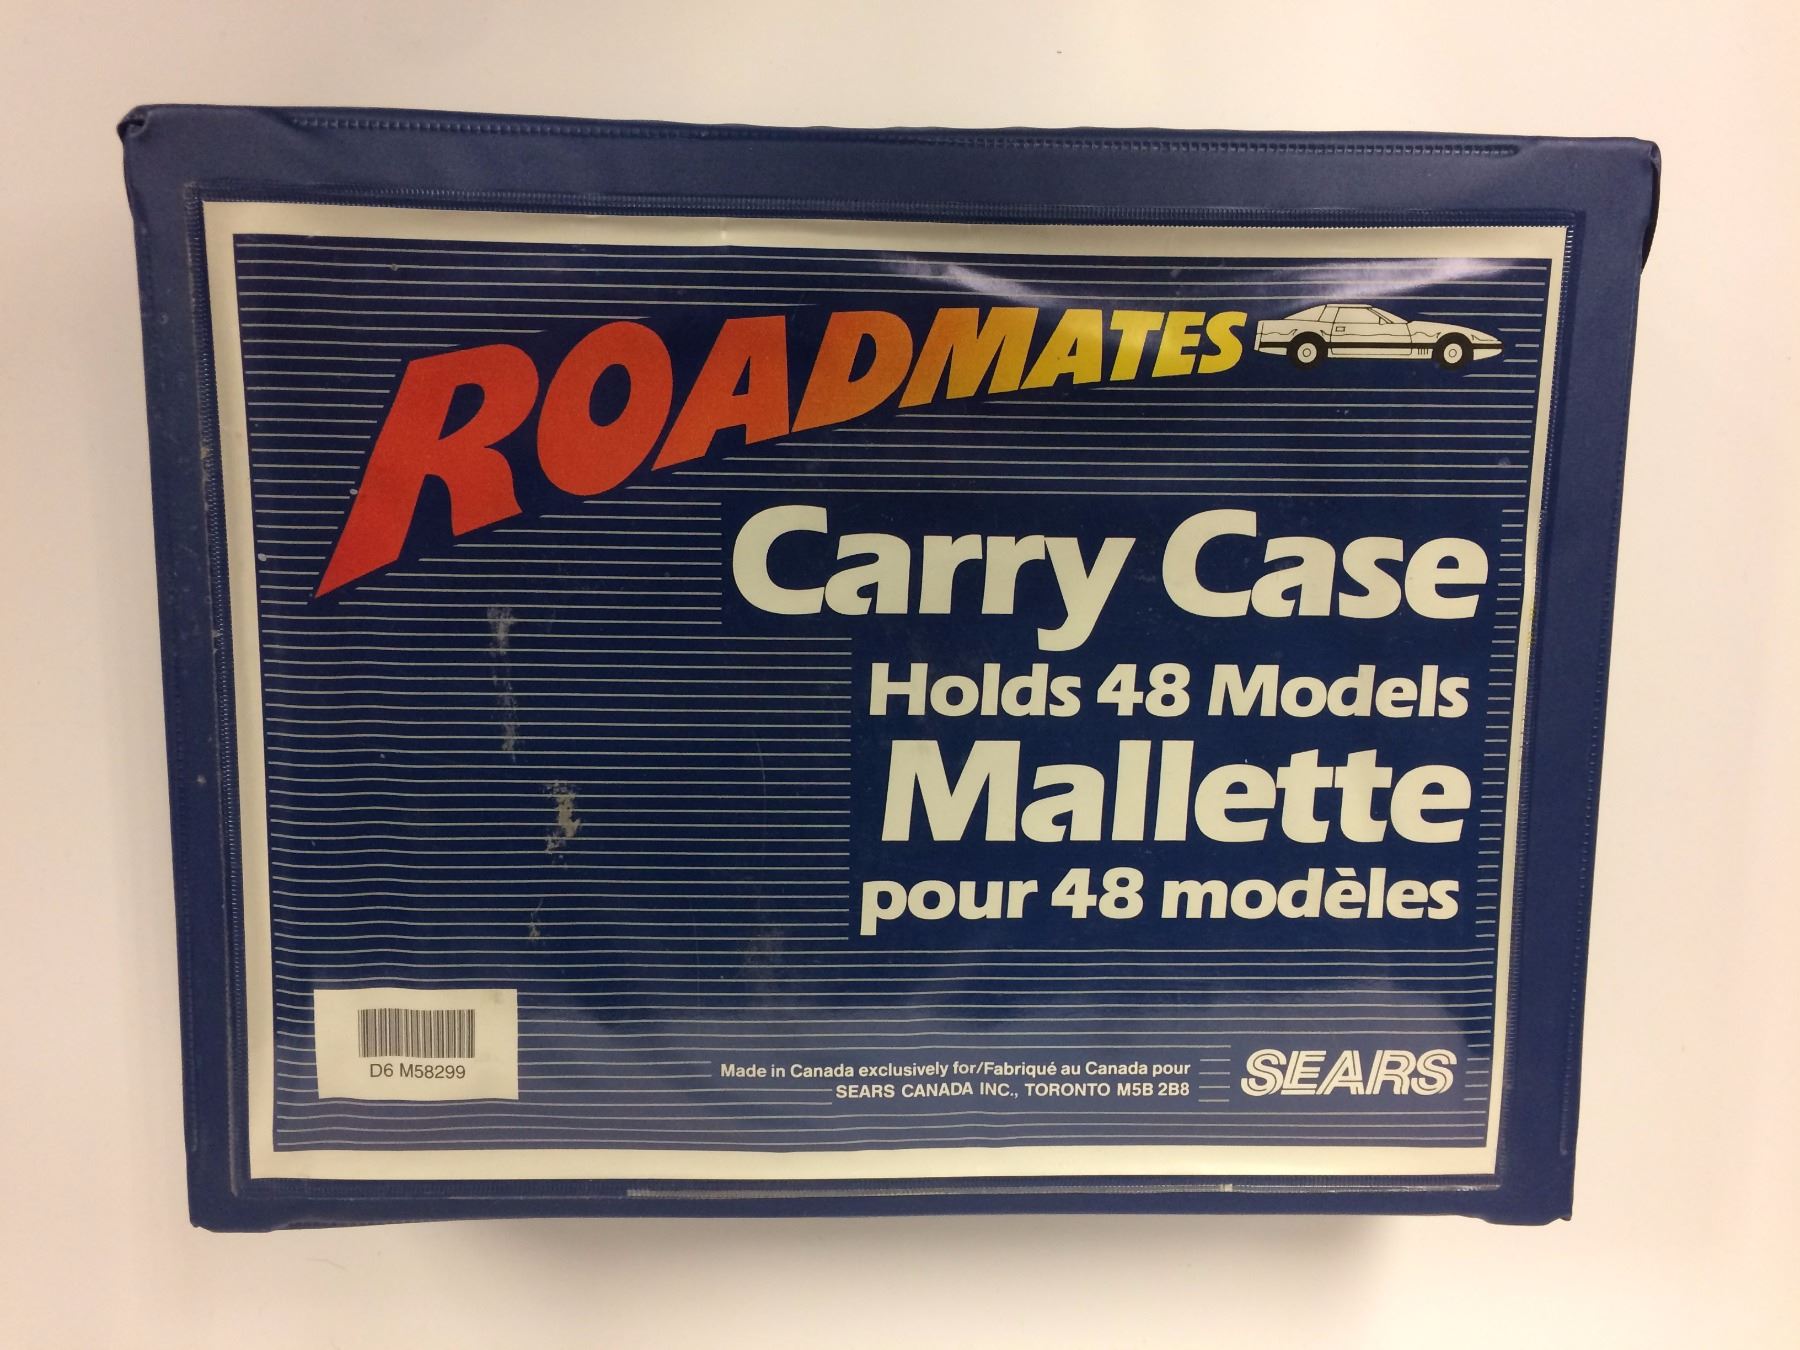 ROADMATES
Carry Case
Holds 48 Models
Mallette
pour 48 modèles
D6 M58299
Made in Canada exclusively for/Fabriqué au Canada pour
SEARS CANADA INC., TORONTO M5B 2B8
SEARS